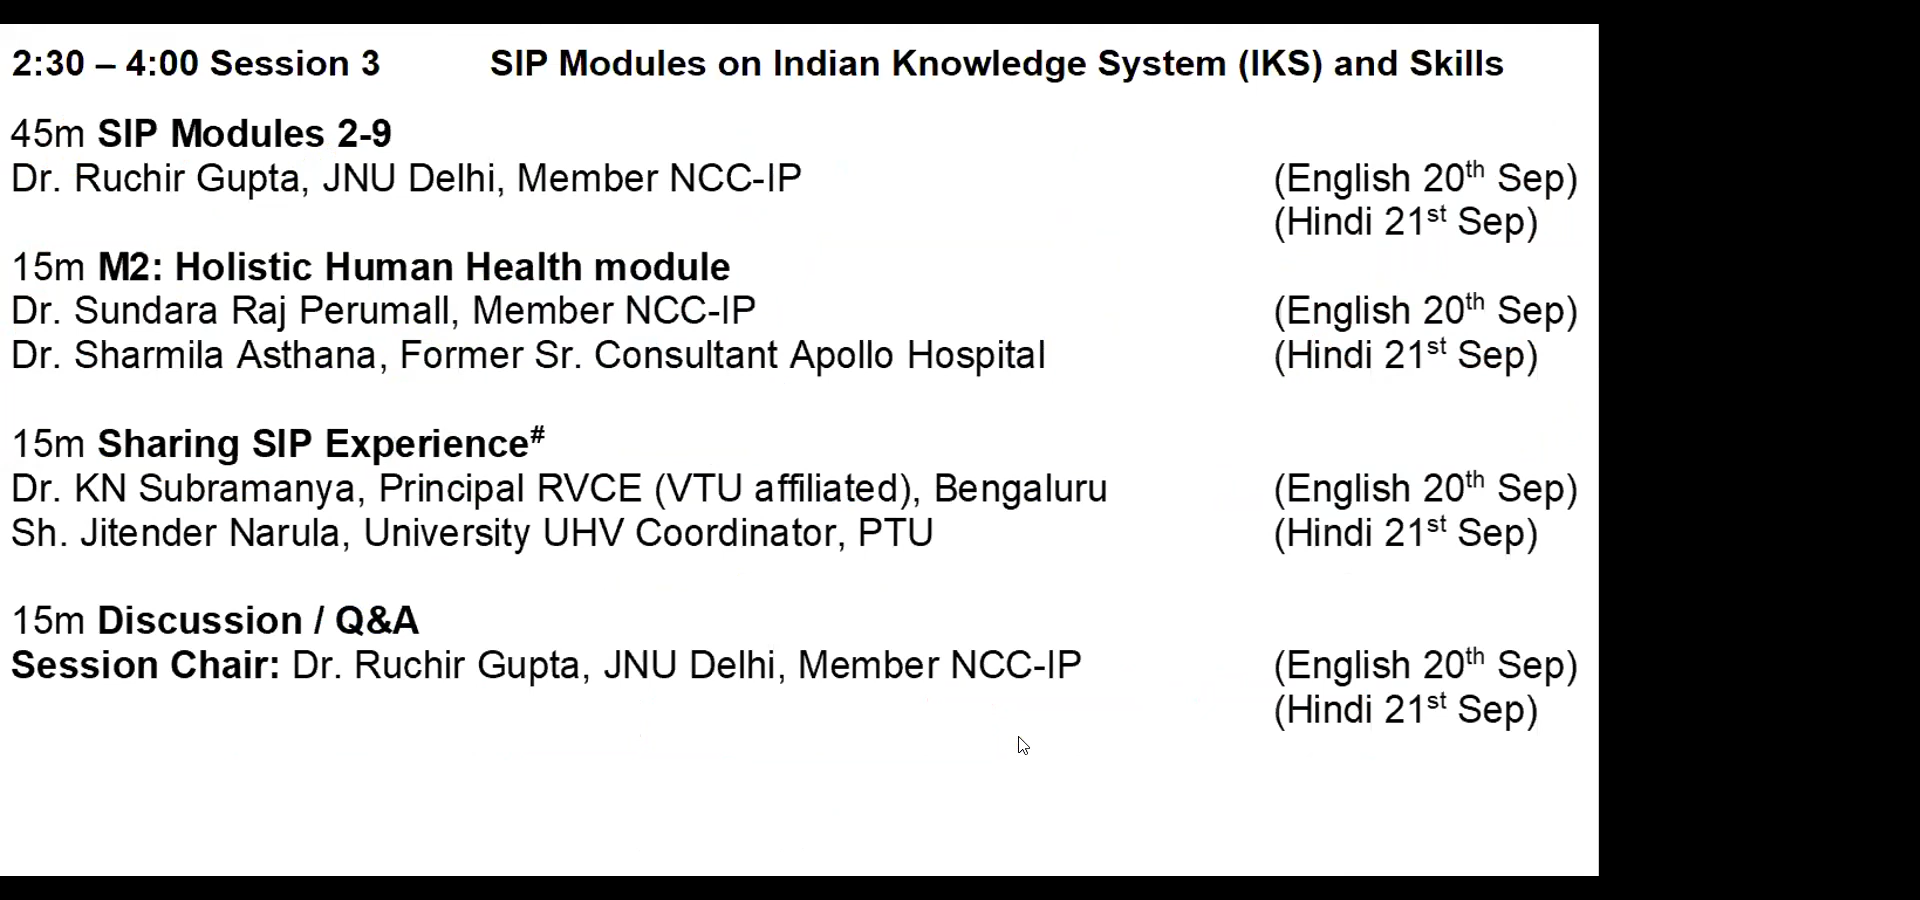 2:30 – 4:00 Session 3 SIP Modules on Indian Knowledge System (IKS) and Skills
45m SIP Modules 2-9
Dr. Ruchir Gupta, JNU Delhi, Member NCC-IP (English 20th Sep)
(Hindi 21st Sep)
15m M2: Holistic Human Health module
Dr. Sundara Raj Perumall, Member NCC-IP (English 20th Sep)
Dr. Sharmila Asthana, Former Sr. Consultant Apollo Hospital (Hindi 21st Sep)
15m Sharing SIP Experience#
Dr. KN Subramanya, Principal RVCE (VTU affiliated), Bengaluru (English 20th Sep)
Sh. Jitender Narula, University UHV Coordinator, PTU (Hindi 21st Sep)
15m Discussion / Q&A
Session Chair: Dr. Ruchir Gupta, JNU Delhi, Member NCC-IP (English 20th Sep)
(Hindi 21st Sep)